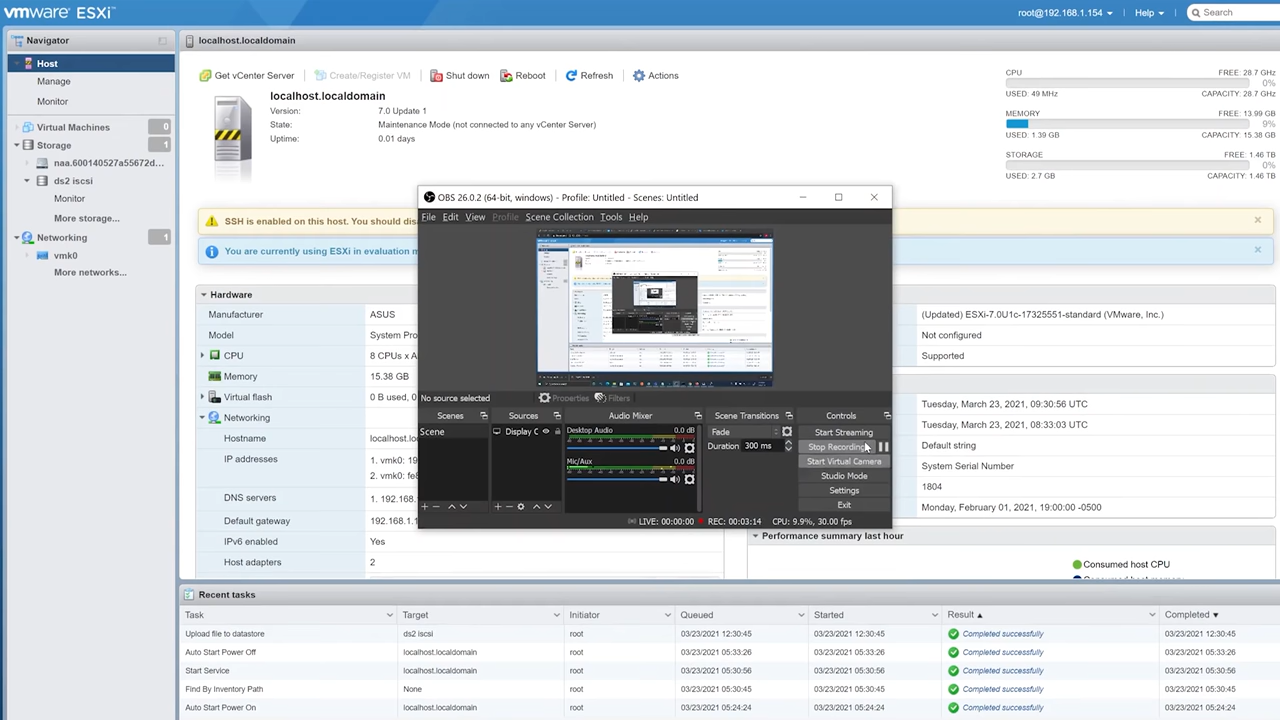 vmware ESXi
root@192.168.1.154
Help
Search
Navigator
Host
Manage
Monitor
Virtual Machines 0
Storage 1
naa.600140527a55672d...
ds2 iscsi
Monitor
More storage...
Networking 1
vmk0
More networks...
localhost.localdomain
Get vCenter Server
Create/Register VM
Shut down
Reboot
Refresh
Actions
localhost.localdomain
Version: 7.0 Update 1
State: Maintenance Mode (not connected to any vCenter Server)
Uptime: 0.01 days
CPU FREE: 28.7 GHz
0%
USED: 49 MHz CAPACITY: 28.7 GHz
MEMORY FREE: 13.99 GB
9%
USED: 1.39 GB CAPACITY: 15.38 GB
STORAGE FREE: 1.46 TB
0%
USED: 2.7 GB CAPACITY: 1.46 TB
SSH is enabled on this host. You should
You are currently using ESXi in evaluation
Hardware
Manufacturer ASUS
Model System
CPU 8 CPUs x
Memory 15.38 GB
Virtual flash 0 B used,
Networking
Hostname
IP addresses 1. vmk0:
2. vmk0:
DNS servers
Default gateway
IPv6 enabled Yes
Host adapters 2
(Updated) ESXi-7.0U1c-17325551-standard (VMware, Inc.)
Not configured
Supported
Tuesday, March 23, 2021, 09:30:56 UTC
Tuesday, March 23, 2021, 08:33:03 UTC
Default string
System Serial Number
1804
Monday, February 01, 2021, 19:00:00 -0500
Performance summary last hour
Consumed host CPU
OBS 26.0.2 (64-bit, windows) - Profile: Untitled - Scenes: Untitled
File Edit View Profile Scene Collection Tools Help
No source selected
Properties
Filters
Scenes
Scene
Sources
Display
Audio Mixer
Desktop Audio 0.0 dB
Mic/Aux 0.0 dB
Scene Transitions
Fade
Duration 300 ms
Controls
Start Streaming
Stop Recording
Start Virtual Camera
Studio Mode
Settings
Exit
LIVE: 00:00:00 REC: 00:03:14 CPU: 9.9%, 30.00 fps
Recent tasks
Task Target Initiator Queued Started Result Completed
Upload file to datastore ds2 iscsi root 03/23/2021 12:30:45 03/23/2021 12:30:45 Completed successfully 03/23/2021 12:30:45
Auto Start Power Off localhost.localdomain root 03/23/2021 05:33:26 03/23/2021 05:33:26 Completed successfully 03/23/2021 05:33:26
Start Service localhost.localdomain root 03/23/2021 05:30:56 03/23/2021 05:30:56 Completed successfully 03/23/2021 05:30:56
Find By Inventory Path None root 03/23/2021 05:30:45 03/23/2021 05:30:45 Completed successfully 03/23/2021 05:30:45
Auto Start Power On localhost.localdomain root 03/23/2021 05:24:24 03/23/2021 05:24:24 Completed successfully 03/23/2021 05:24:24